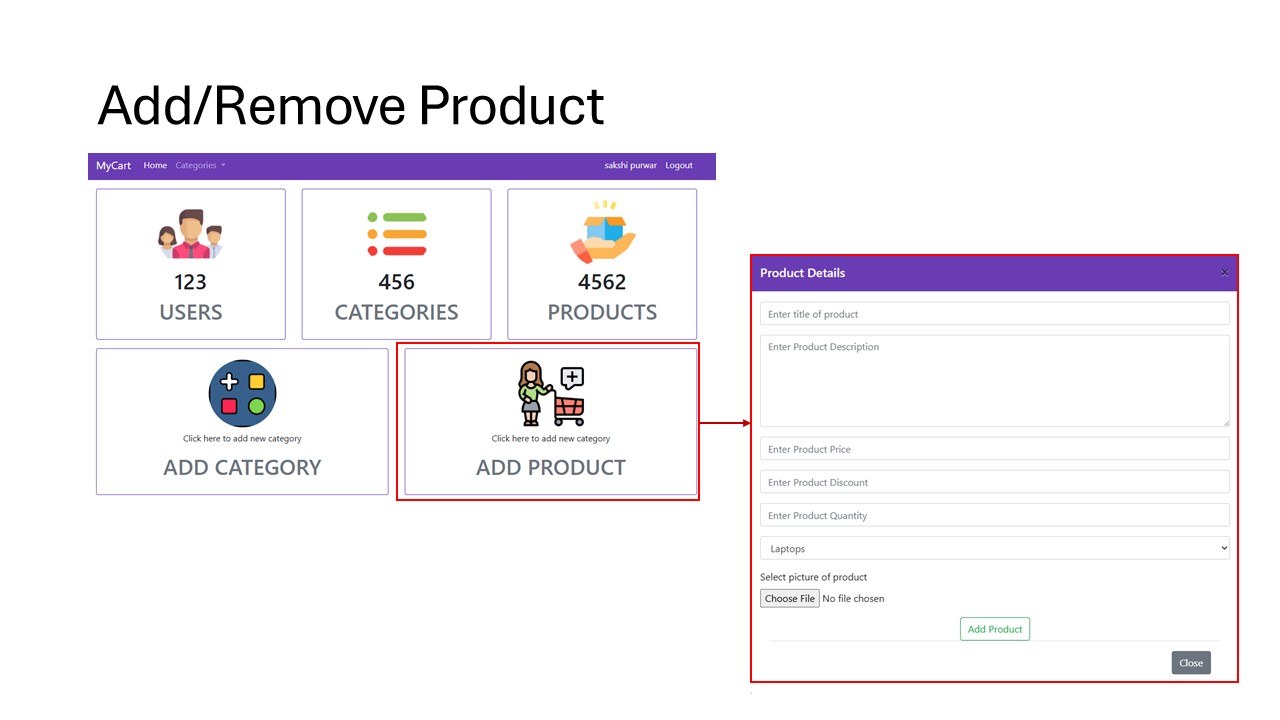 Add/Remove Product
MyCart Home Categories sakshi purwar Logout
123
USERS
456
CATEGORIES
4562
PRODUCTS
Click here to add new category
ADD CATEGORY
Click here to add new category
ADD PRODUCT
Product Details ×
Enter title of product
Enter Product Description
Enter Product Price
Enter Product Discount
Enter Product Quantity
Laptops
Select picture of product
Choose File No file chosen
Add Product
Close